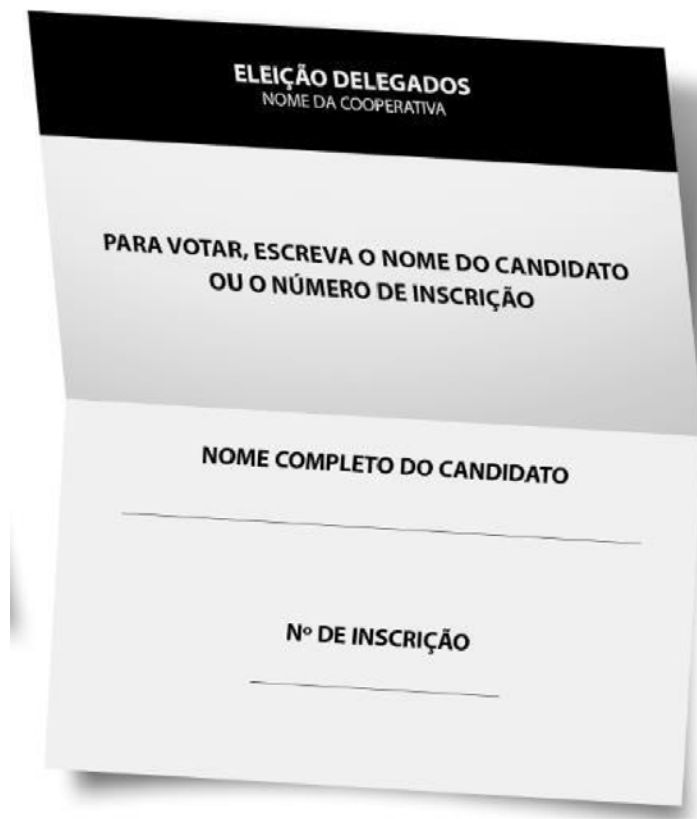 ELEIÇÃO DELEGADOS
NOME DA COOPERATIVA
PARA VOTAR, ESCREVA O NOME DO CANDIDATO
OU O NÚMERO DE INSCRIÇÃO
NOME COMPLETO DO CANDIDATO
Nº DE INSCRIÇÃO